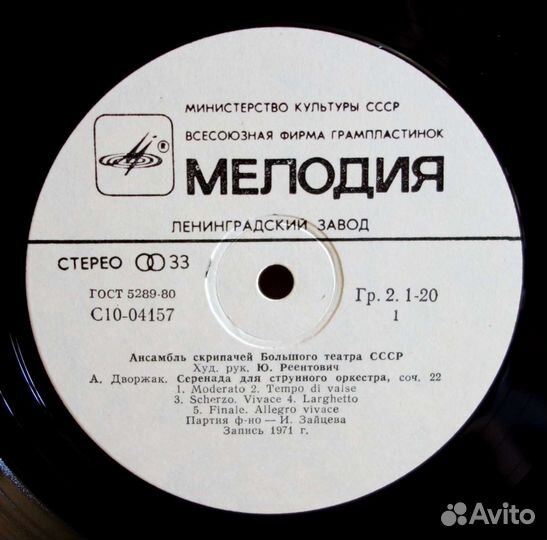 МИНИСТЕРСТВО КУЛЬТУРЫ СССР
ВСЕСОЮЗНАЯ ФИРМА ГРАМПЛАСТИНОК
®
МЕЛОДИЯ
ЛЕНИНГРАДСКИЙ ЗАВОД
СТЕРЕО 33
ГОСТ 5289-80
С10-04157
Гр. 2. 1-20
1
Ансамбль скрипачей Большого театра СССР
Худ. рук. Ю. Реентович
А. Дворжак. Серенада для струнного оркестра, соч. 22
1. Moderato 2. Tempo di valse
3. Scherzo. Vivace 4. Larghetto
5. Finale. Allegro vivace
Партия ф-но — И. Зайцева
Запись 1971 г.
Avito